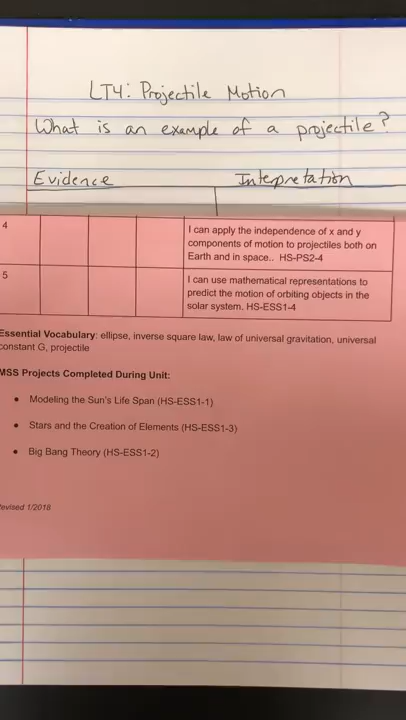 LT4: Projectile Motion
What is an example of a projectile?
Evidence
Interpretation
4
I can apply the independence of x and y
components of motion to projectiles both on
Earth and in space.. HS-PS2-4
5
I can use mathematical representations to
predict the motion of orbiting objects in the
solar system. HS-ESS1-4
Essential Vocabulary: ellipse, inverse square law, law of universal gravitation, universal
constant G, projectile
MSS Projects Completed During Unit:
• Modeling the Sun's Life Span (HS-ESS1-1)
• Stars and the Creation of Elements (HS-ESS1-3)
• Big Bang Theory (HS-ESS1-2)
evised 1/2018